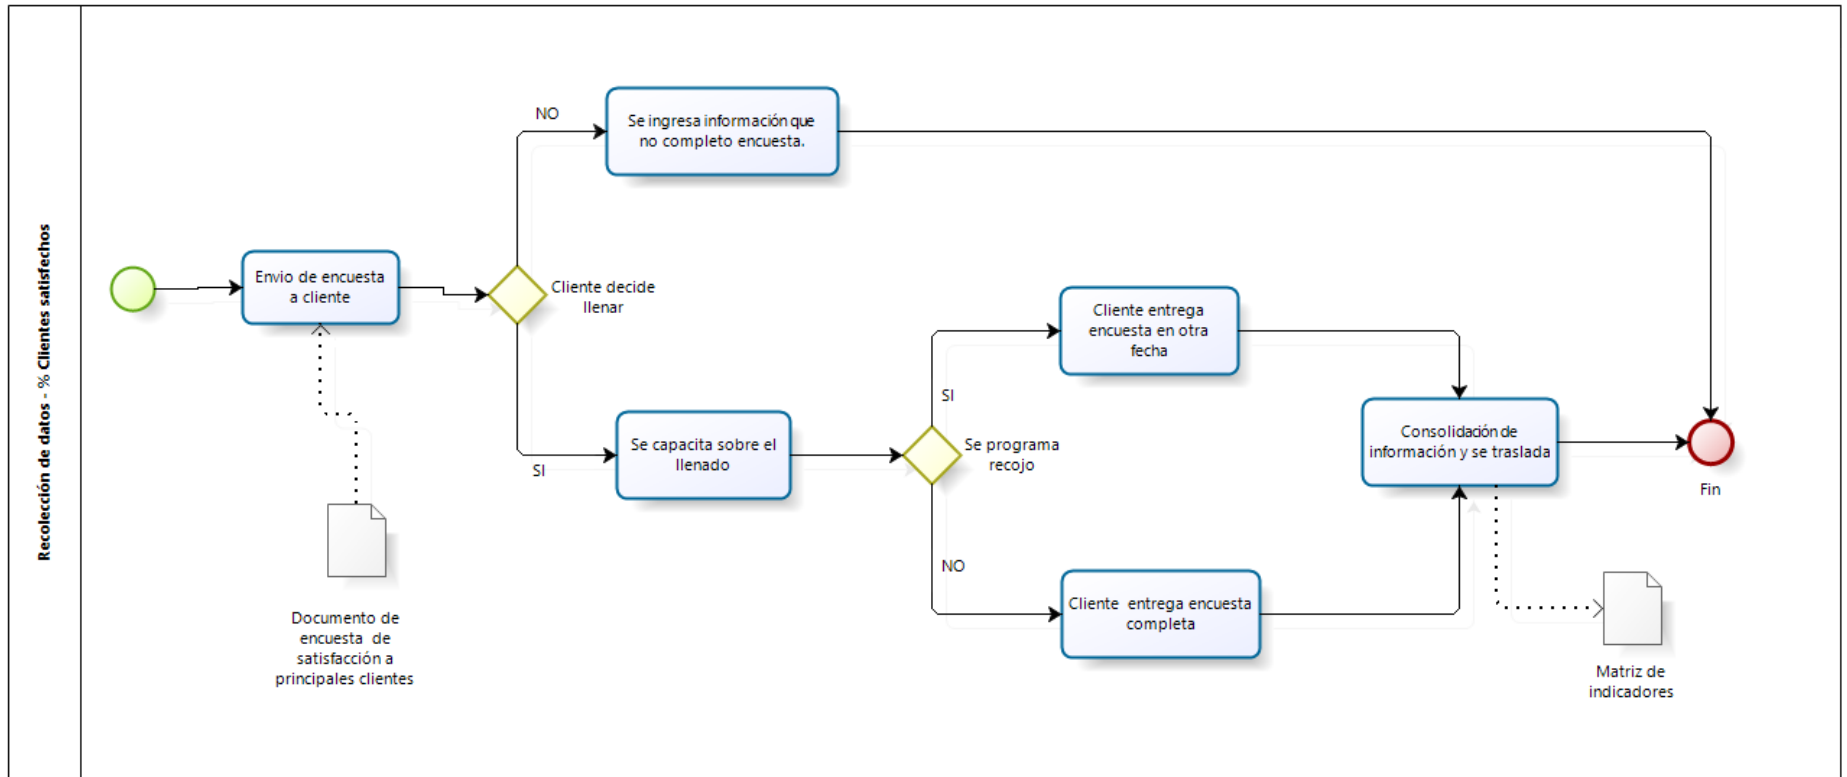 Recolección de datos - % Clientes satisfechos
Envio de encuesta
a cliente
Documento de
encuesta de
satisfacción a
principales clientes
Cliente decide
llenar
NO
Se ingresa información que
no completo encuesta.
SI
Se capacita sobre el
llenado
Se programa
recojo
SI
Cliente entrega
encuesta en otra
fecha
NO
Cliente entrega encuesta
completa
Consolidación de
información y se traslada
Matriz de
indicadores
Fin